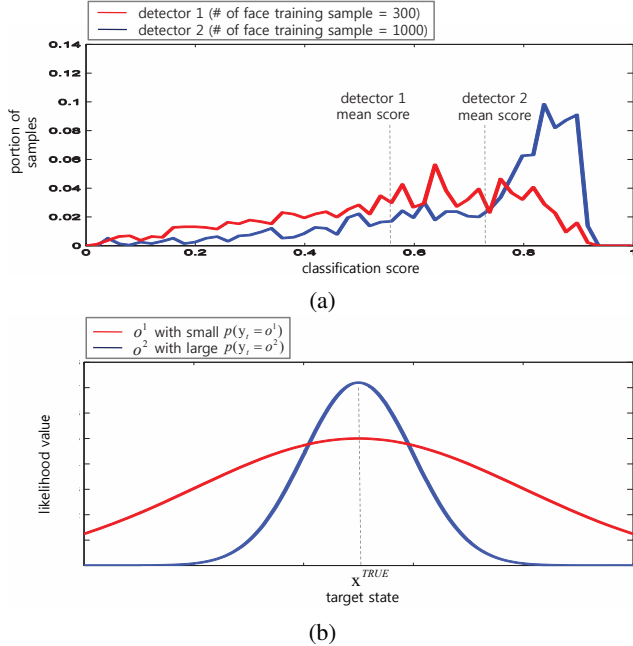 detector 1 (# of face training sample = 300)
detector 2 (# of face training sample = 1000)
0.14
0.12
0.1
0.08
0.06
0.04
0.02
0
portion of
samples
detector 1
mean score
detector 2
mean score
0 0.2 0.4 0.6 0.8 1
classification score
(a)
o¹ with small p(yₜ = o¹)
o² with large p(yₜ = o²)
likelihood value
x^TRUE
target state
(b)